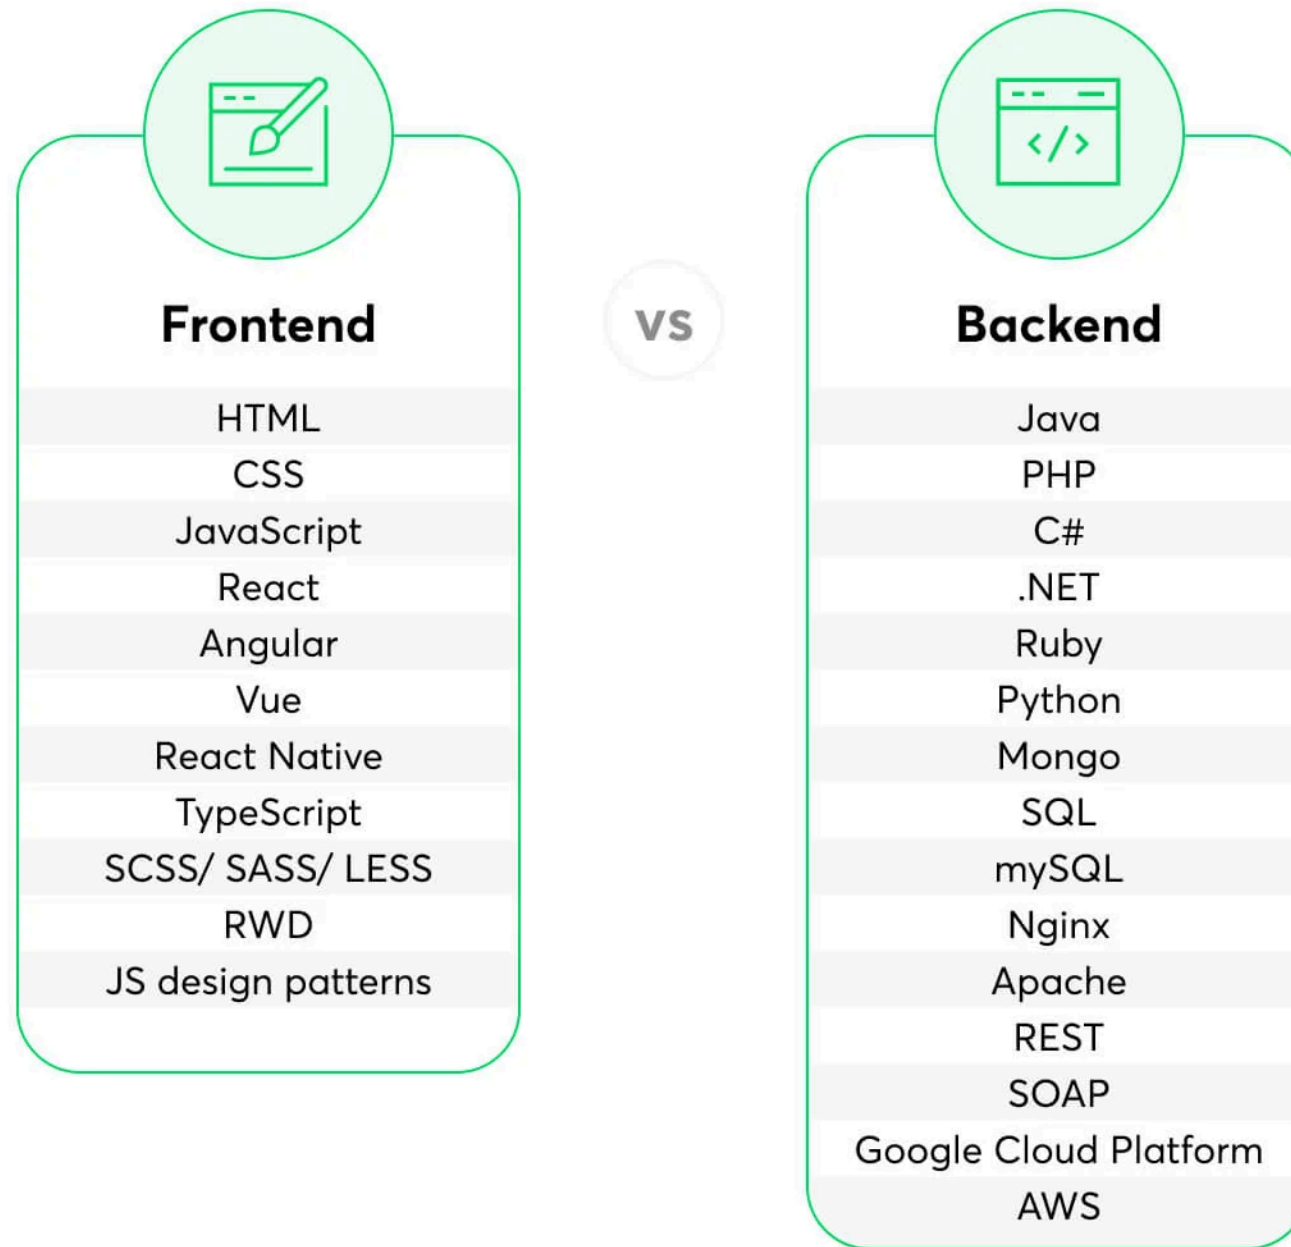 Frontend
HTML
CSS
JavaScript
React
Angular
Vue
React Native
TypeScript
SCSS/ SASS/ LESS
RWD
JS design patterns
vs
</>
Backend
Java
PHP
C#
.NET
Ruby
Python
Mongo
SQL
mySQL
Nginx
Apache
REST
SOAP
Google Cloud Platform
AWS